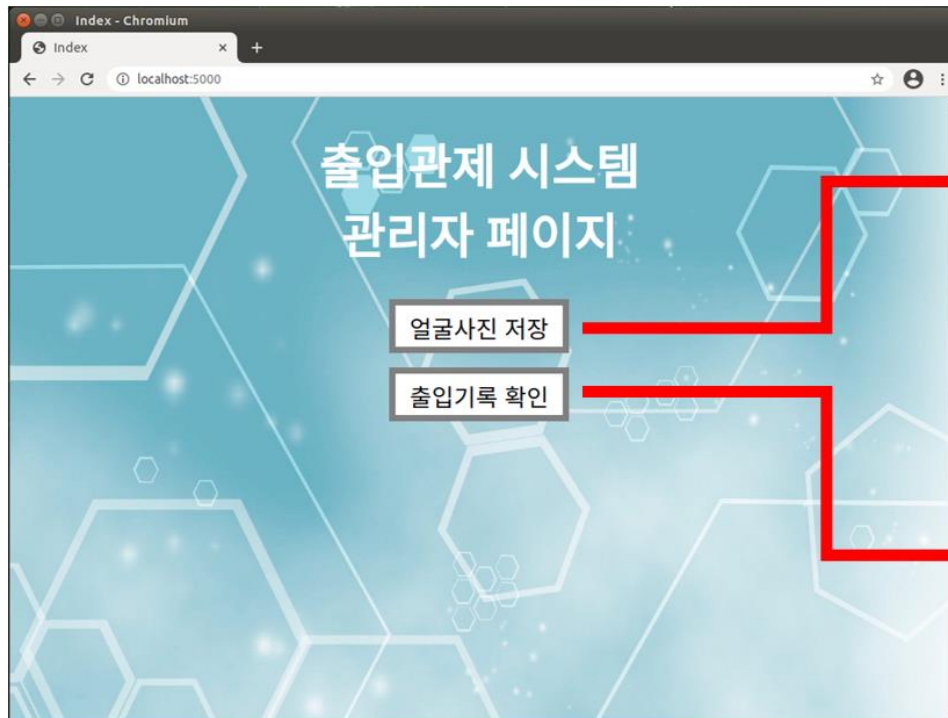 Index - Chromium
Index
localhost:5000
출입관제 시스템
관리자 페이지
얼굴사진 저장
출입기록 확인